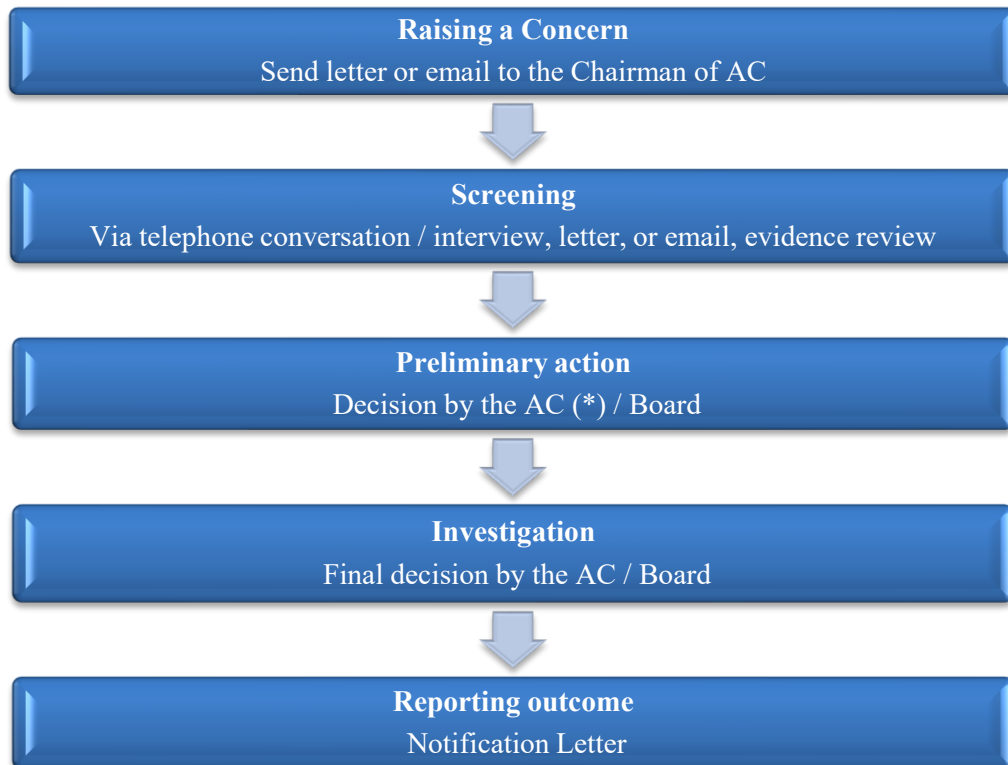 Raising a Concern
Send letter or email to the Chairman of AC
Screening
Via telephone conversation / interview, letter, or email, evidence review
Preliminary action
Decision by the AC (*) / Board
Investigation
Final decision by the AC / Board
Reporting outcome
Notification Letter